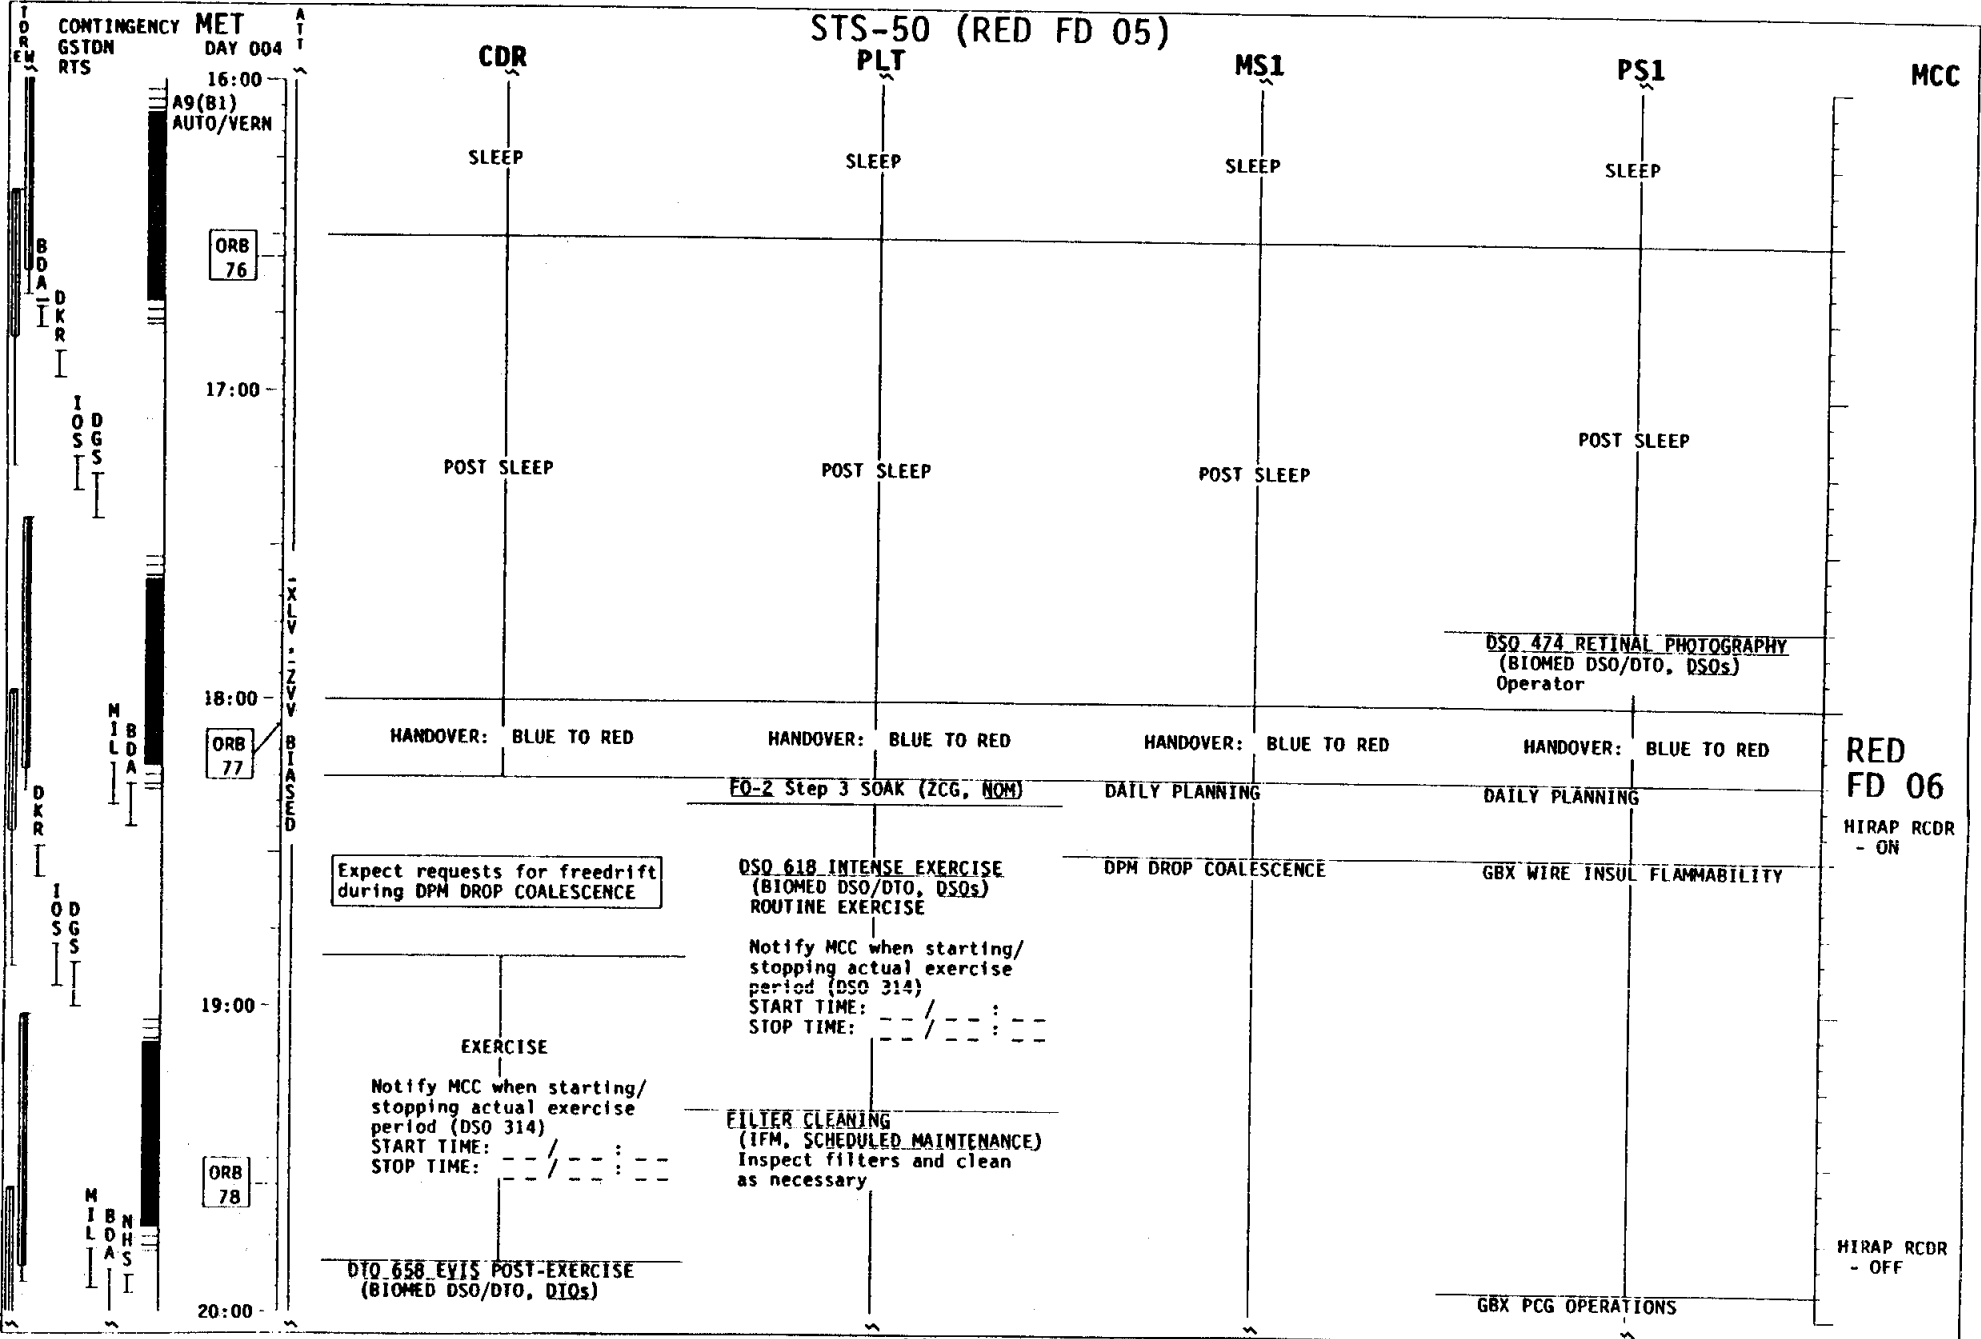 STS-50 (RED FD 05)
TDRE W
CONTINGENCY
GSTDN
RTS
MET
DAY 004
ATT
CDR
PLT
MS1
PS1
MCC
16:00
A9(B1)
AUTO/VERN
SLEEP
SLEEP
SLEEP
SLEEP
ORB
76
BDA
DKR
17:00
IOS
DGS
POST SLEEP
POST SLEEP
POST SLEEP
POST SLEEP
-XLV -ZVV BIASED
DSO 474 RETINAL PHOTOGRAPHY
(BIOMED DSO/DTO, DSOs)
Operator
18:00
MIL
BDA
ORB
77
HANDOVER: BLUE TO RED
HANDOVER: BLUE TO RED
HANDOVER: BLUE TO RED
HANDOVER: BLUE TO RED
RED
FD 06
HIRAP RCDR
- ON
FO-2 Step 3 SOAK (ZCG, NOM)
DAILY PLANNING
DAILY PLANNING
DKR
IOS
DGS
Expect requests for freedrift
during DPM DROP COALESCENCE
DSO 618 INTENSE EXERCISE
(BIOMED DSO/DTO, DSOs)
ROUTINE EXERCISE
Notify MCC when starting/
stopping actual exercise
period (DSO 314)
START TIME: _ _ / _ _ : _ _
STOP TIME: _ _ / _ _ : _ _
DPM DROP COALESCENCE
GBX WIRE INSUL FLAMMABILITY
19:00
EXERCISE
Notify MCC when starting/
stopping actual exercise
period (DSO 314)
START TIME: _ _ / _ _ : _ _
STOP TIME: _ _ / _ _ : _ _
FILTER CLEANING
(IFM, SCHEDULED MAINTENANCE)
Inspect filters and clean
as necessary
ORB
78
MIL
BDA
NHS
DTO 658 EVIS POST-EXERCISE
(BIOMED DSO/DTO, DTOs)
HIRAP RCDR
- OFF
20:00
GBX PCG OPERATIONS